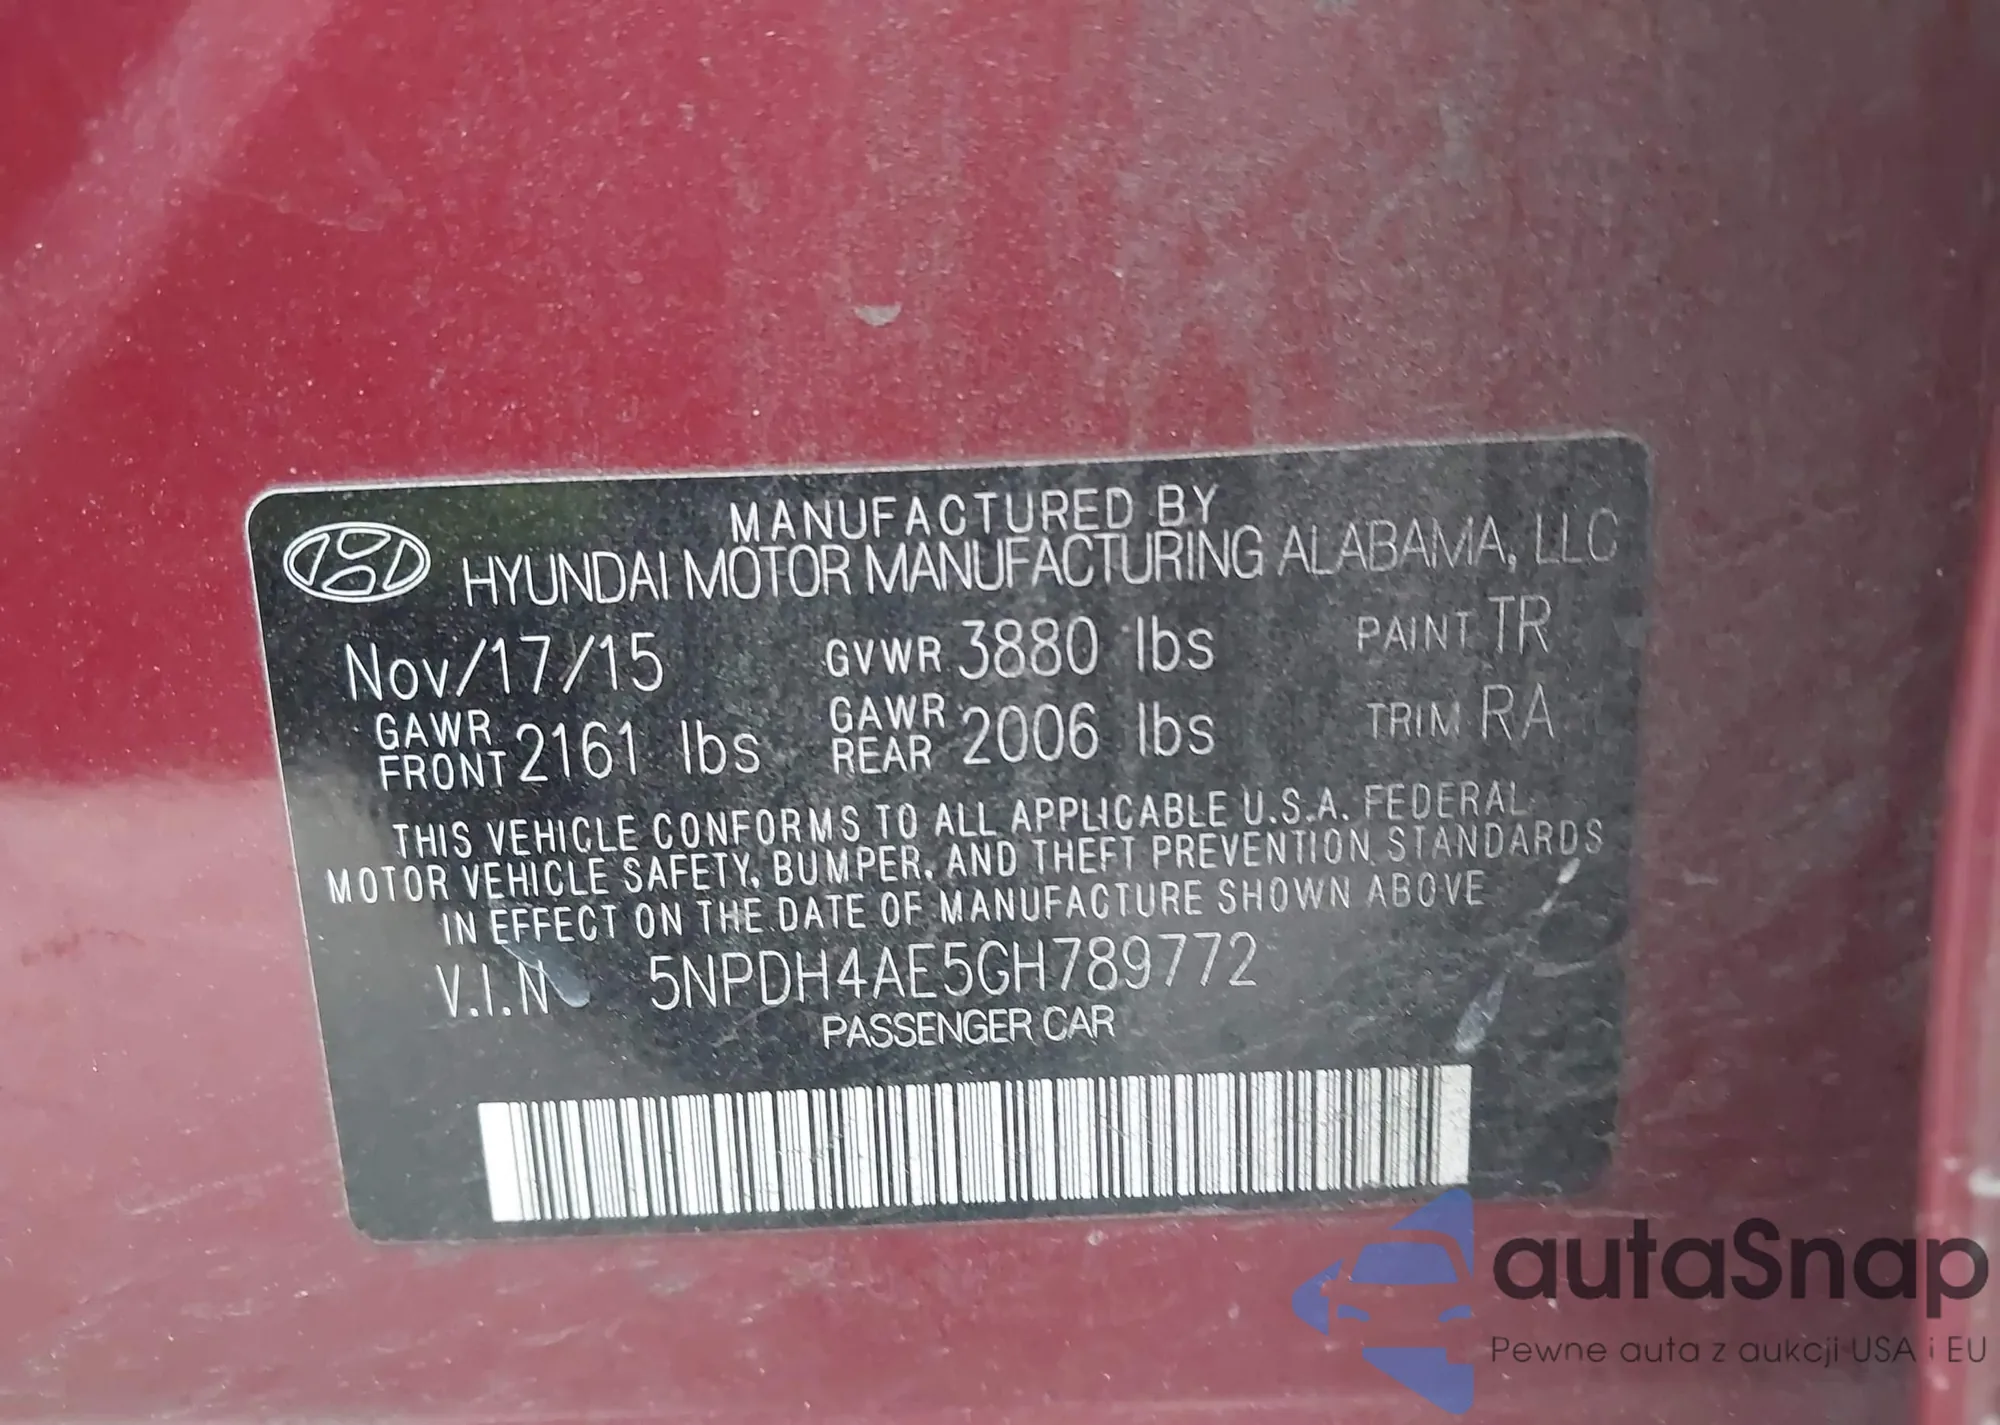 MANUFACTURED BY
HYUNDAI MOTOR MANUFACTURING ALABAMA, LLC
Nov/17/15 GVWR 3880 lbs PAINT TR
GAWR FRONT 2161 lbs GAWR REAR 2006 lbs TRIM RA
THIS VEHICLE CONFORMS TO ALL APPLICABLE U.S.A. FEDERAL
MOTOR VEHICLE SAFETY, BUMPER, AND THEFT PREVENTION STANDARDS
IN EFFECT ON THE DATE OF MANUFACTURE SHOWN ABOVE
V.I.N 5NPDH4AE5GH789772
PASSENGER CAR
autaSnap
Pewne auta z aukcji USA i EU